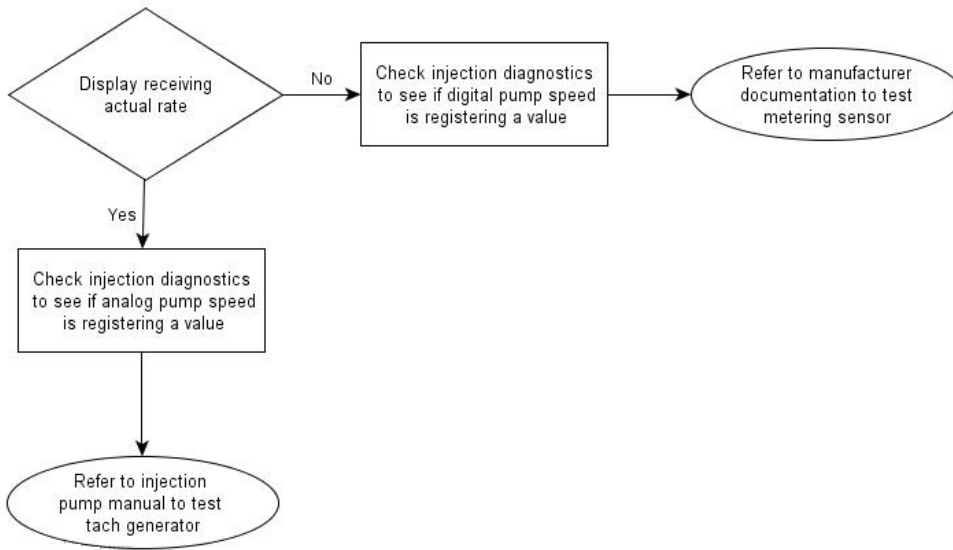 Display receiving
actual rate
No
Check injection diagnostics
to see if digital pump speed
is registering a value
Refer to manufacturer
documentation to test
metering sensor
Yes
Check injection diagnostics
to see if analog pump speed
is registering a value
Refer to injection
pump manual to test
tach generator